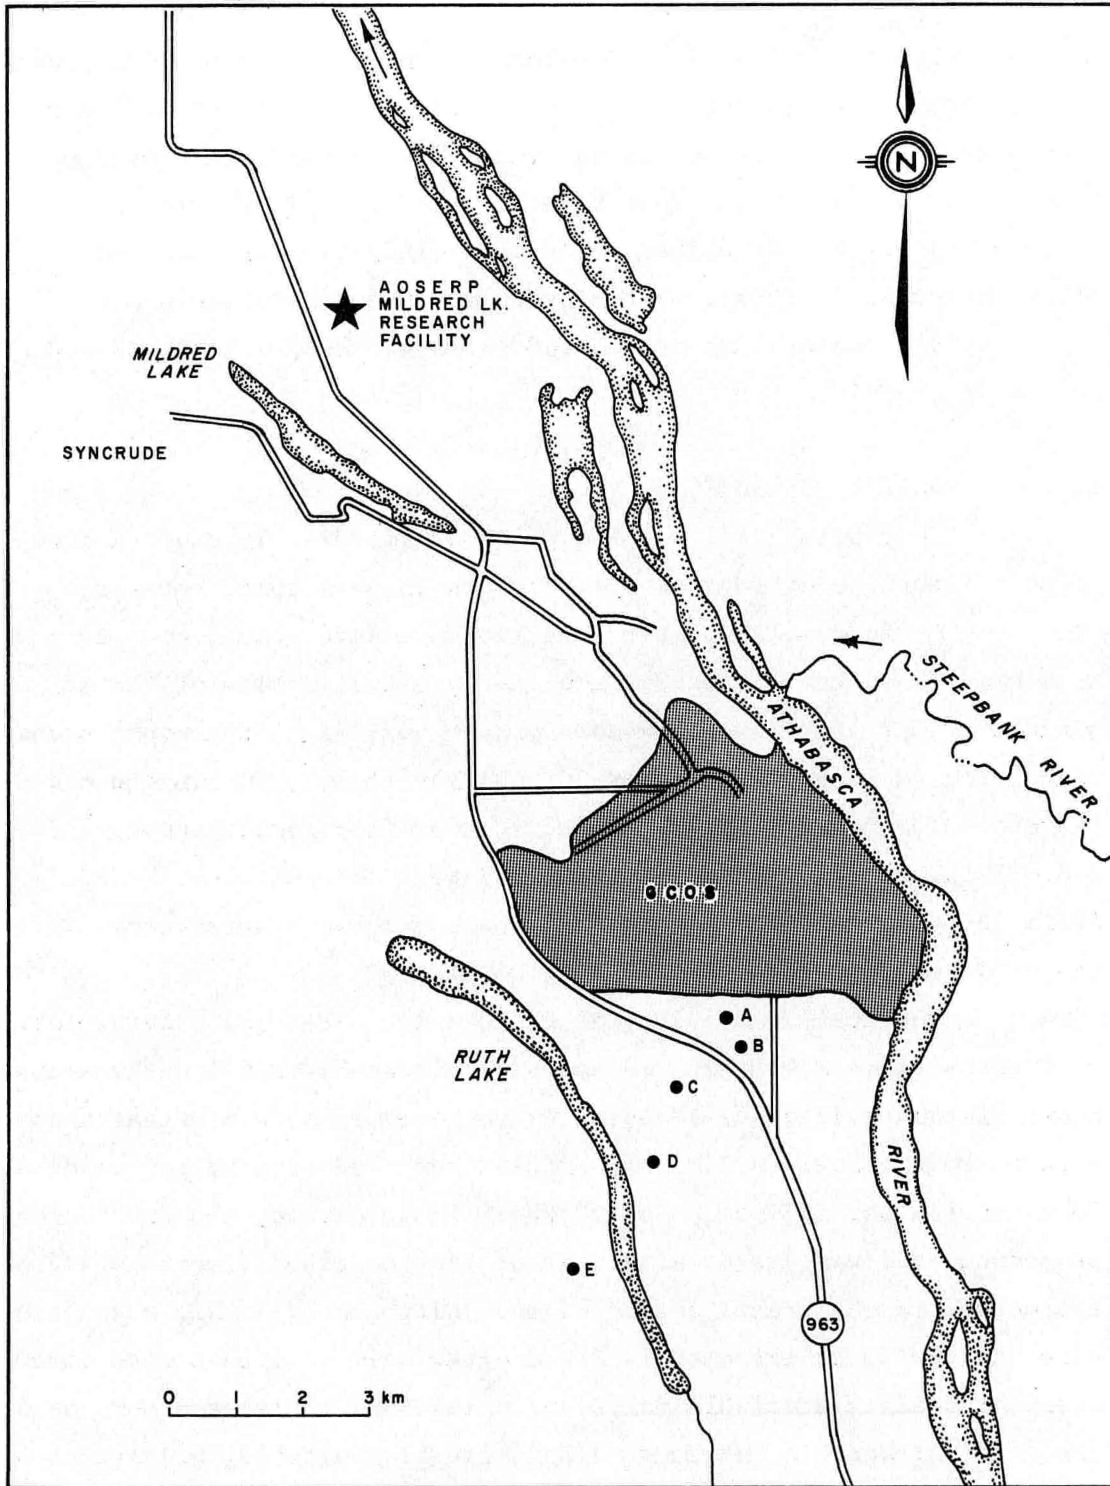 N
AOSERP
MILDRED LK.
RESEARCH
FACILITY
MILDRED
LAKE
SYNCRUDE
STEEPBANK RIVER
ATHABASCA
GCOS
A
B
RUTH
LAKE
C
D
RIVER
E
963
0 1 2 3 km